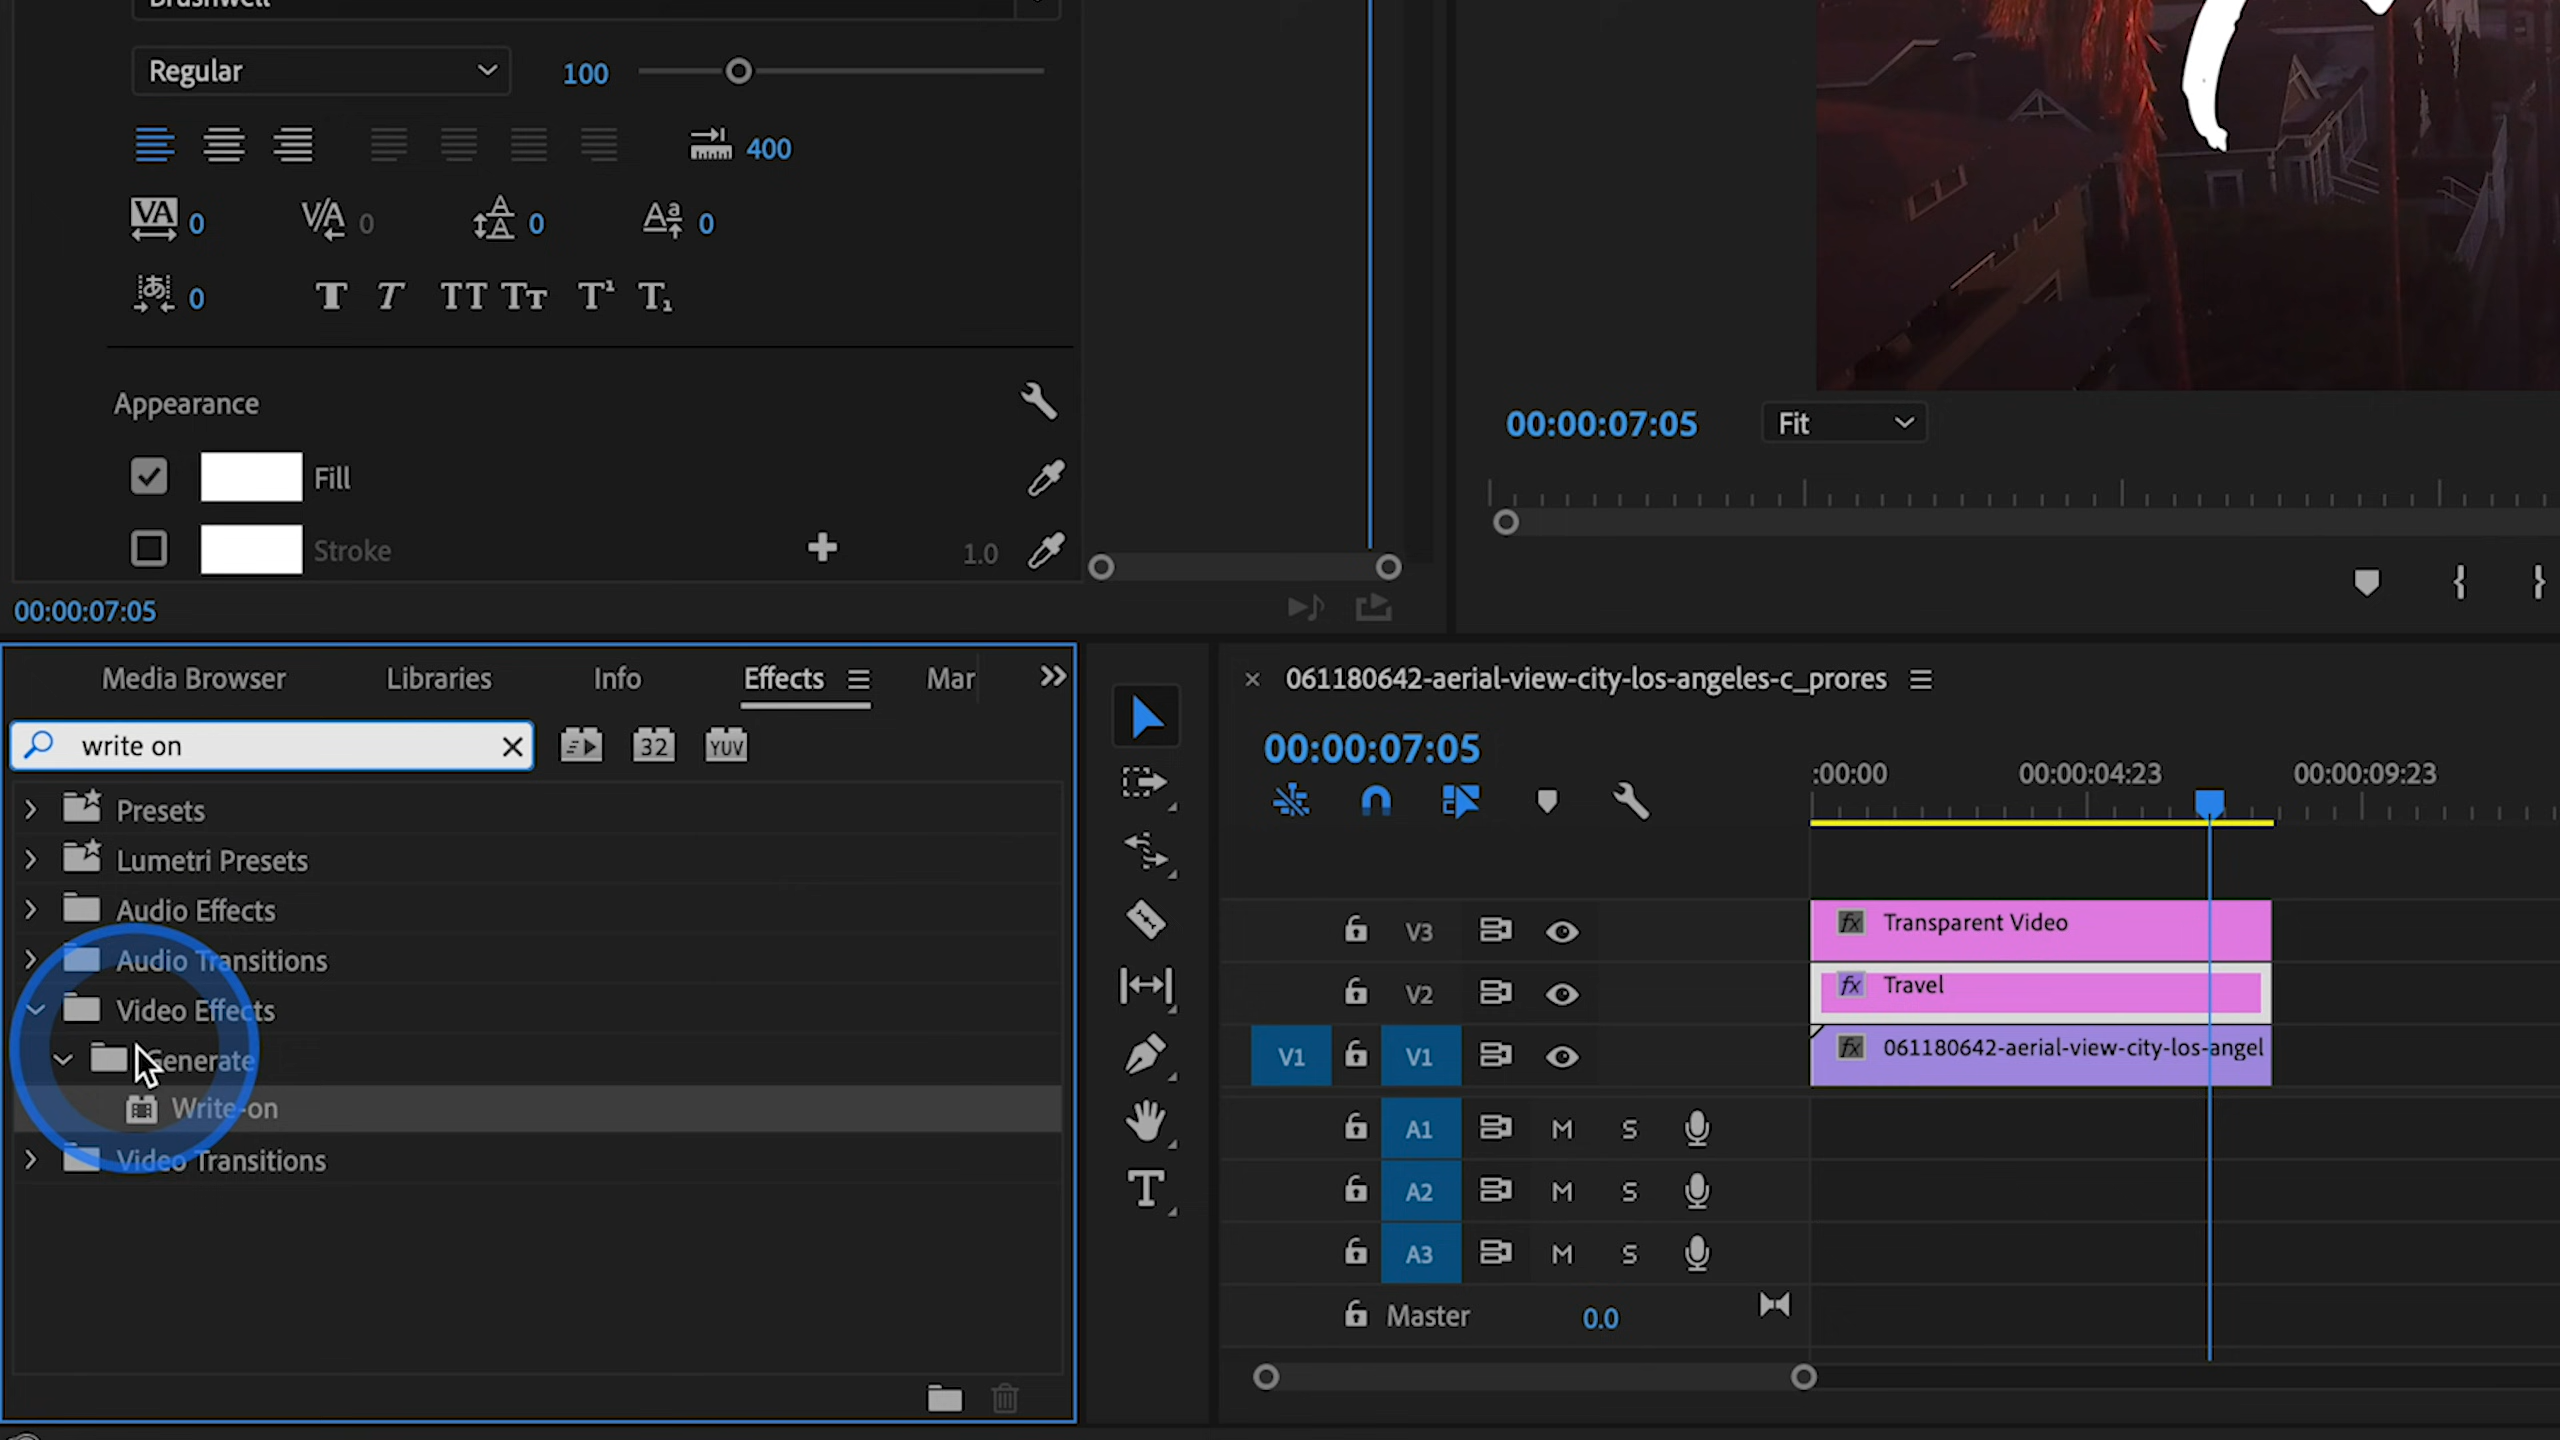 Brushwell
Regular
100
400
0
0
0
0
0
Appearance
Fill
Stroke
1.0
00:00:07:05
Fit
00:00:07:05
Media Browser
Libraries
Info
Effects
Mar
write on
32
YUV
Presets
Lumetri Presets
Audio Effects
Audio Transitions
Video Effects
Generate
Write-on
Video Transitions
061180642-aerial-view-city-los-angeles-c_prores
00:00:07:05
:00:00
00:00:04:23
00:00:09:23
V3
fx Transparent Video
V2
fx Travel
V1
V1
fx 061180642-aerial-view-city-los-angel
A1 M S
A2 M S
A3 M S
Master
0.0